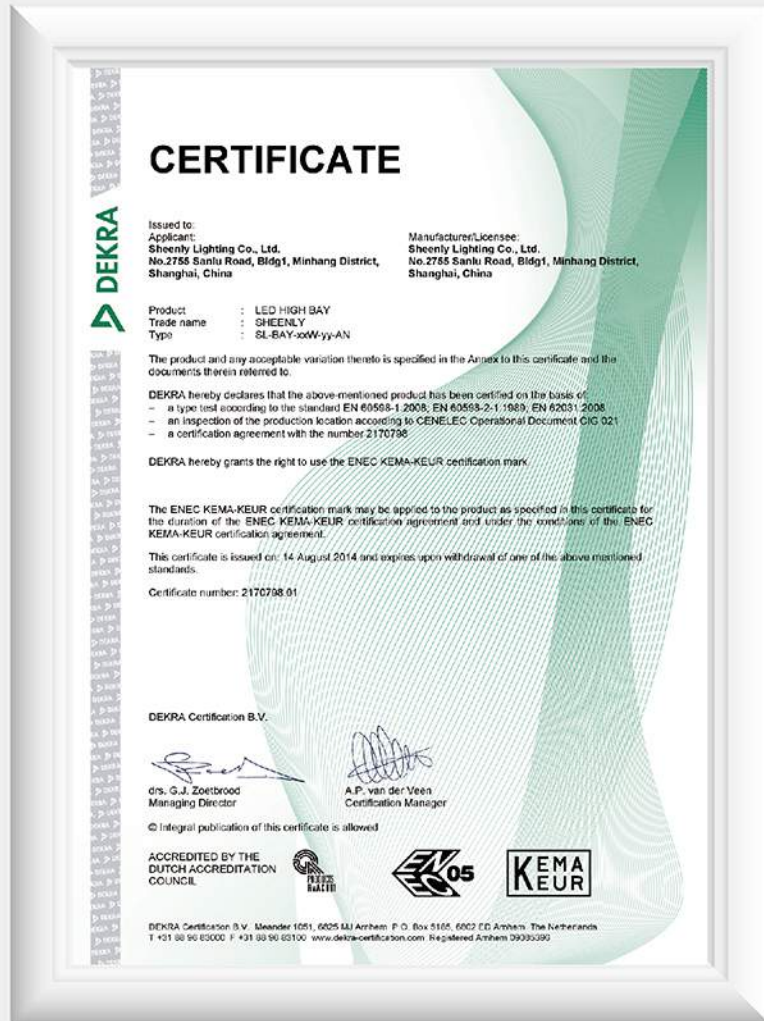 CERTIFICATE
DEKRA
Issued to:
Applicant:
Sheenly Lighting Co., Ltd.
No.2755 Sanlu Road, Bldg1, Minhang District,
Shanghai, China
Manufacturer/Licensee:
Sheenly Lighting Co., Ltd.
No.2755 Sanlu Road, Bldg1, Minhang District,
Shanghai, China
Product : LED HIGH BAY
Trade name : SHEENLY
Type : SL-BAY-xxW-yy-AN
The product and any acceptable variation thereto is specified in the Annex to this certificate and the
documents therein referred to.
DEKRA hereby declares that the above-mentioned product has been certified on the basis of:
– a type test according to the standard EN 60598-1:2008; EN 60598-2-1:1989; EN 62031:2008
– an inspection of the production location according to CENELEC Operational Document CIG 021
– a certification agreement with the number 2170798
DEKRA hereby grants the right to use the ENEC KEMA-KEUR certification mark
The ENEC KEMA-KEUR certification mark may be applied to the product as specified in this certificate for
the duration of the ENEC KEMA-KEUR certification agreement and under the conditions of the ENEC
KEMA-KEUR certification agreement.
This certificate is issued on: 14 August 2014 and expires upon withdrawal of one of the above mentioned
standards.
Certificate number: 2170798.01
DEKRA Certification B.V.
drs. G.J. Zoetbrood
Managing Director
A.P. van der Veen
Certification Manager
© Integral publication of this certificate is allowed
ACCREDITED BY THE
DUTCH ACCREDITATION
COUNCIL
PRODUCTS
RvA C 111
ENEC 05
KEMA
KEUR
DEKRA Certification B.V. Meander 1051, 6825 MJ Arnhem P.O. Box 5185, 6802 ED Arnhem The Netherlands
T +31 88 96 83000 F +31 88 96 83100 www.dekra-certification.com Registered Arnhem 09085396